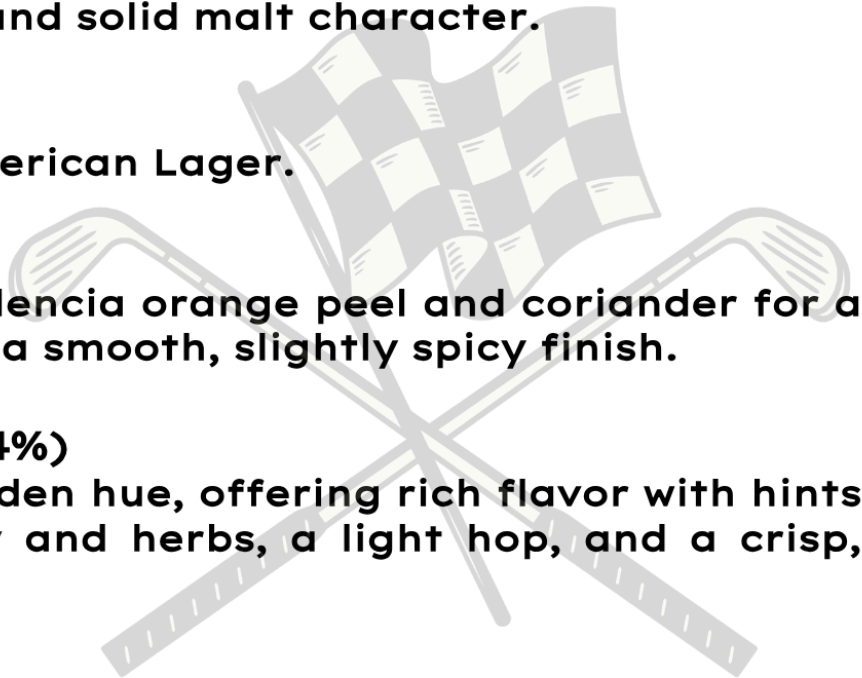 and solid malt character.
erican Lager.
lencia orange peel and coriander for a
a smooth, slightly spicy finish.
4%)
den hue, offering rich flavor with hints
and herbs, a light hop, and a crisp,